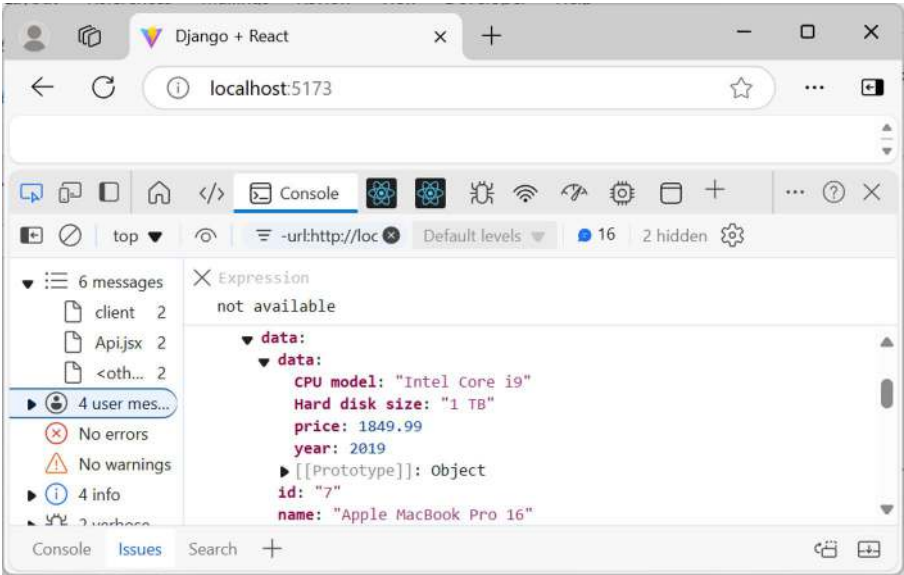 Django + React
localhost:5173
Console
top
-url:http://loc
Default levels
16
2 hidden
6 messages
client 2
Api.jsx 2
<oth... 2
4 user mes...
No errors
No warnings
4 info
2 verbose
Expression
not available
data:
data:
CPU model: "Intel Core i9"
Hard disk size: "1 TB"
price: 1849.99
year: 2019
[[Prototype]]: Object
id: "7"
name: "Apple MacBook Pro 16"
Console
Issues
Search